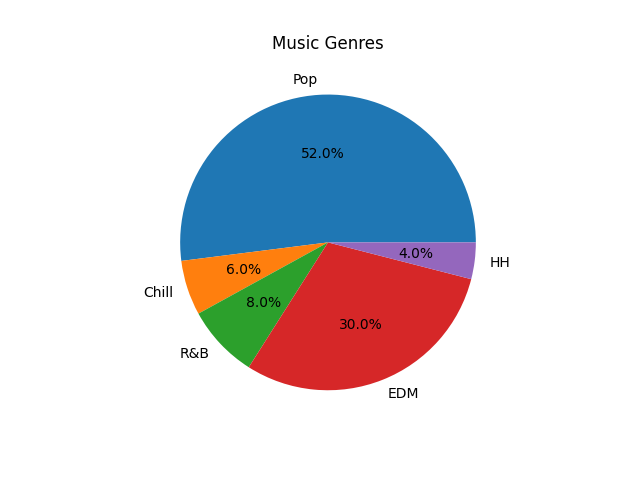 Music Genres
Pop
52.0%
4.0%
HH
6.0%
Chill
8.0%
30.0%
R&B
EDM